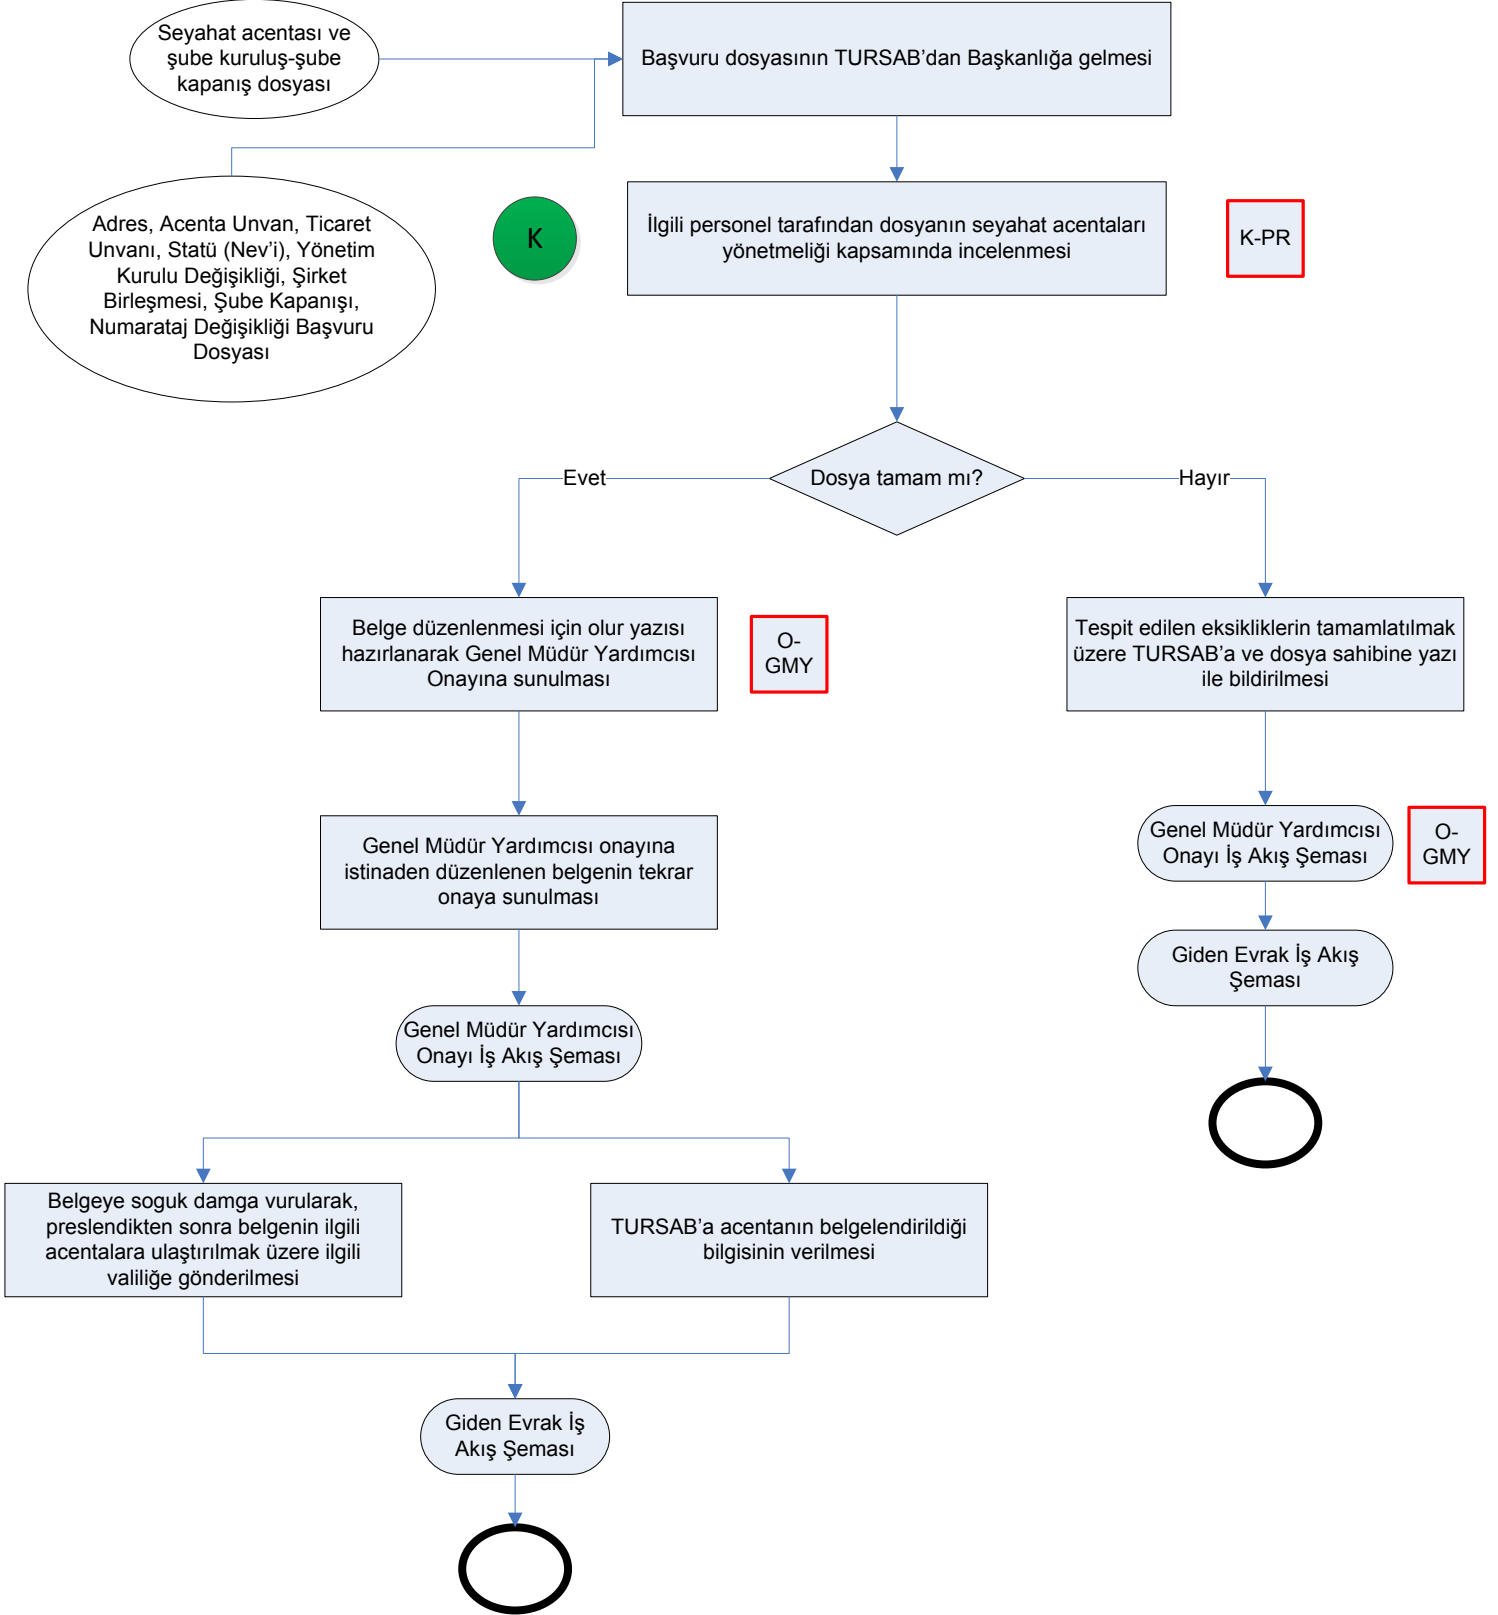 Seyahat acentası ve
şube kuruluş-şube
kapanış dosyası
Başvuru dosyasının TURSAB’dan Başkanlığa gelmesi
Adres, Acenta Unvan, Ticaret
Unvanı, Statü (Nev’i), Yönetim
Kurulu Değişikliği, Şirket
Birleşmesi, Şube Kapanışı,
Numarataj Değişikliği Başvuru
Dosyası
K
İlgili personel tarafından dosyanın seyahat acentaları
yönetmeliği kapsamında incelenmesi
K-PR
Dosya tamam mı?
Evet
Hayır
Belge düzenlenmesi için olur yazısı
hazırlanarak Genel Müdür Yardımcısı
Onayına sunulması
O-
GMY
Tespit edilen eksikliklerin tamamlatılmak
üzere TURSAB’a ve dosya sahibine yazı
ile bildirilmesi
Genel Müdür Yardımcısı onayına
istinaden düzenlenen belgenin tekrar
onaya sunulması
Genel Müdür Yardımcısı
Onayı İş Akış Şeması
O-
GMY
Giden Evrak İş Akış
Şeması
Genel Müdür Yardımcısı
Onayı İş Akış Şeması
Belgeye soguk damga vurularak,
preslendikten sonra belgenin ilgili
acentalara ulaştırılmak üzere ilgili
valiliğe gönderilmesi
TURSAB’a acentanın belgelendirildiği
bilgisinin verilmesi
Giden Evrak İş
Akış Şeması